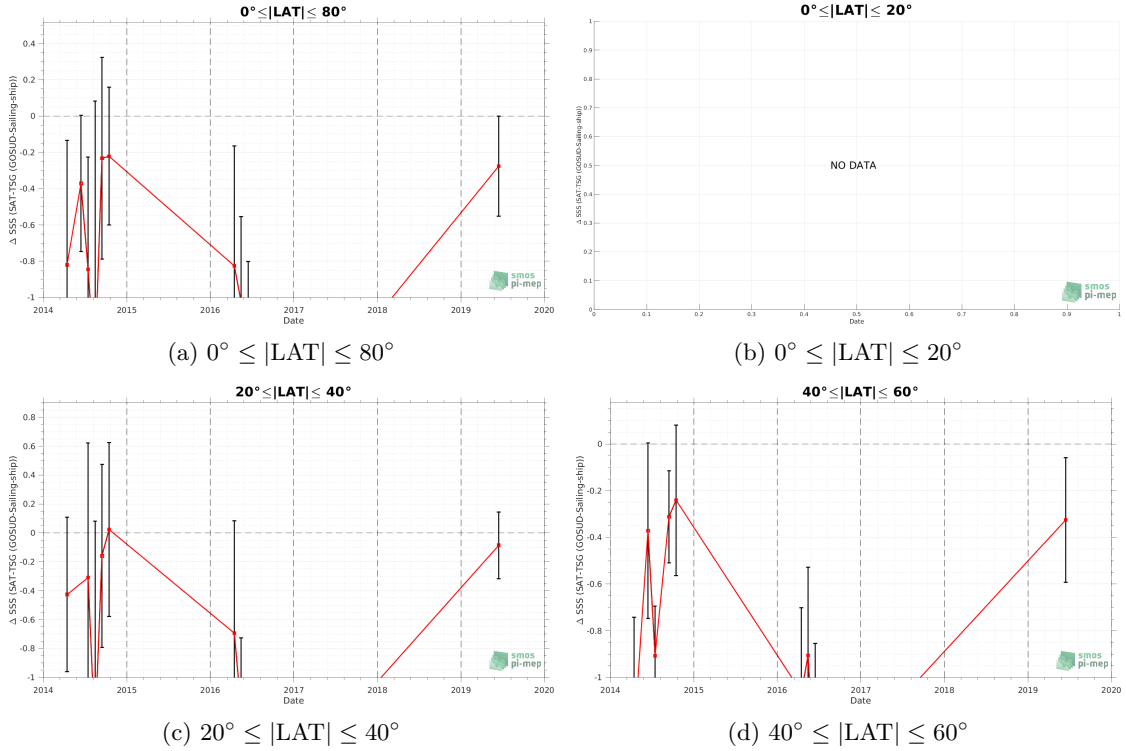 0°≤|LAT|≤ 80°
Δ SSS (SAT-TSG (GOSUD-Sailing-ship))
0.4
0.2
0
-0.2
-0.4
-0.6
-0.8
-1
2014 2015 2016 2017 2018 2019 2020
Date
smos
pi-mep
0°≤|LAT|≤ 20°
Δ SSS (SAT-TSG (GOSUD-Sailing-ship))
1
0.9
0.8
0.7
0.6
0.5
0.4
0.3
0.2
0.1
0
NO DATA
0 0.1 0.2 0.3 0.4 0.5 0.6 0.7 0.8 0.9 1
Date
smos
pi-mep
(a) 0° ≤ |LAT| ≤ 80°
(b) 0° ≤ |LAT| ≤ 20°
20°≤|LAT|≤ 40°
Δ SSS (SAT-TSG (GOSUD-Sailing-ship))
0.8
0.6
0.4
0.2
0
-0.2
-0.4
-0.6
-0.8
-1
2014 2015 2016 2017 2018 2019 2020
Date
smos
pi-mep
40°≤|LAT|≤ 60°
Δ SSS (SAT-TSG (GOSUD-Sailing-ship))
0
-0.2
-0.4
-0.6
-0.8
-1
2014 2015 2016 2017 2018 2019 2020
Date
smos
pi-mep
(c) 20° ≤ |LAT| ≤ 40°
(d) 40° ≤ |LAT| ≤ 60°